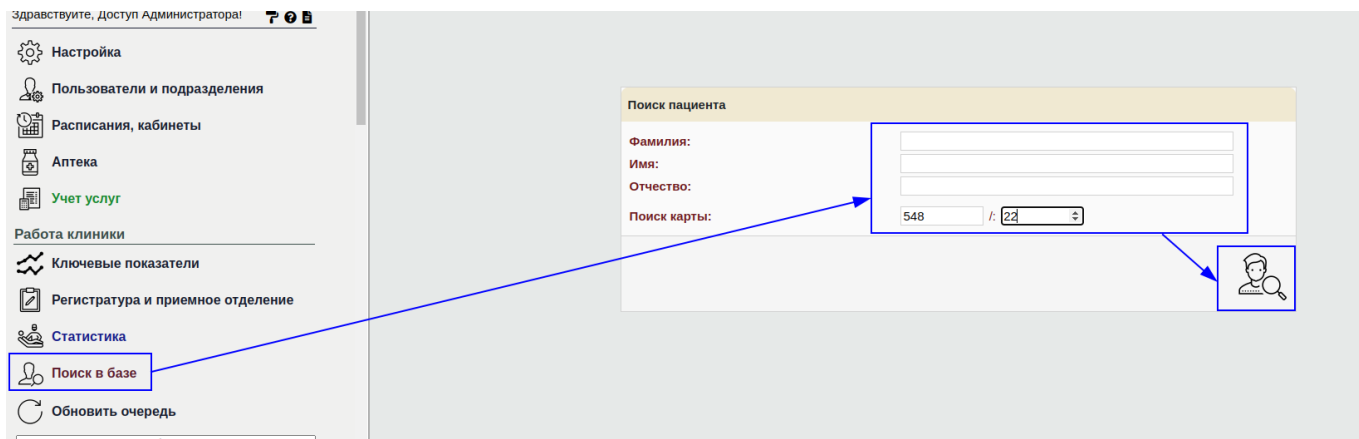 Здравствуйте, Доступ Администратора!
Настройка
Пользователи и подразделения
Расписания, кабинеты
Аптека
Учет услуг
Работа клиники
Ключевые показатели
Регистратура и приемное отделение
Статистика
Поиск в базе
Обновить очередь
Поиск пациента
Фамилия:
Имя:
Отчество:
Поиск карты: 548 /: 22